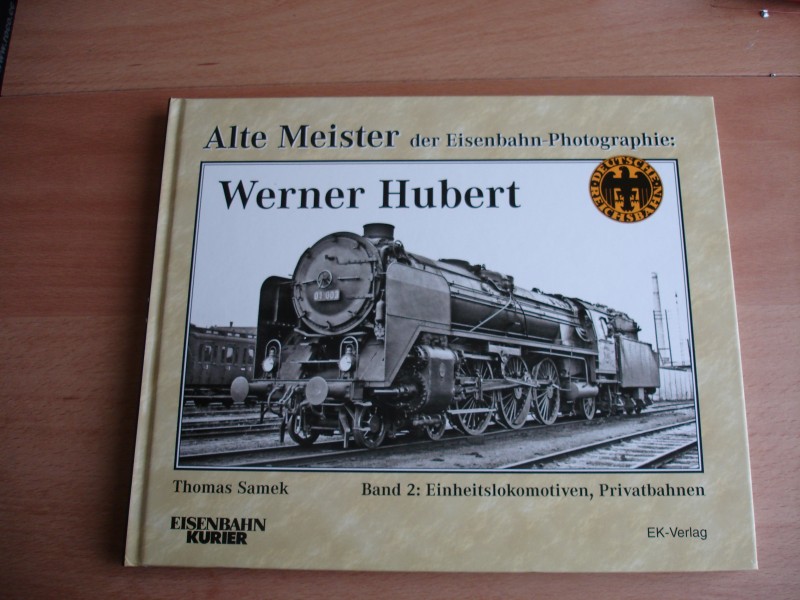 Alte Meister der Eisenbahn-Photographie:
Werner Hubert
DEUTSCHE
REICHSBAHN
Thomas Samek
Band 2: Einheitslokomotiven, Privatbahnen
EISENBAHN
KURIER
EK-Verlag